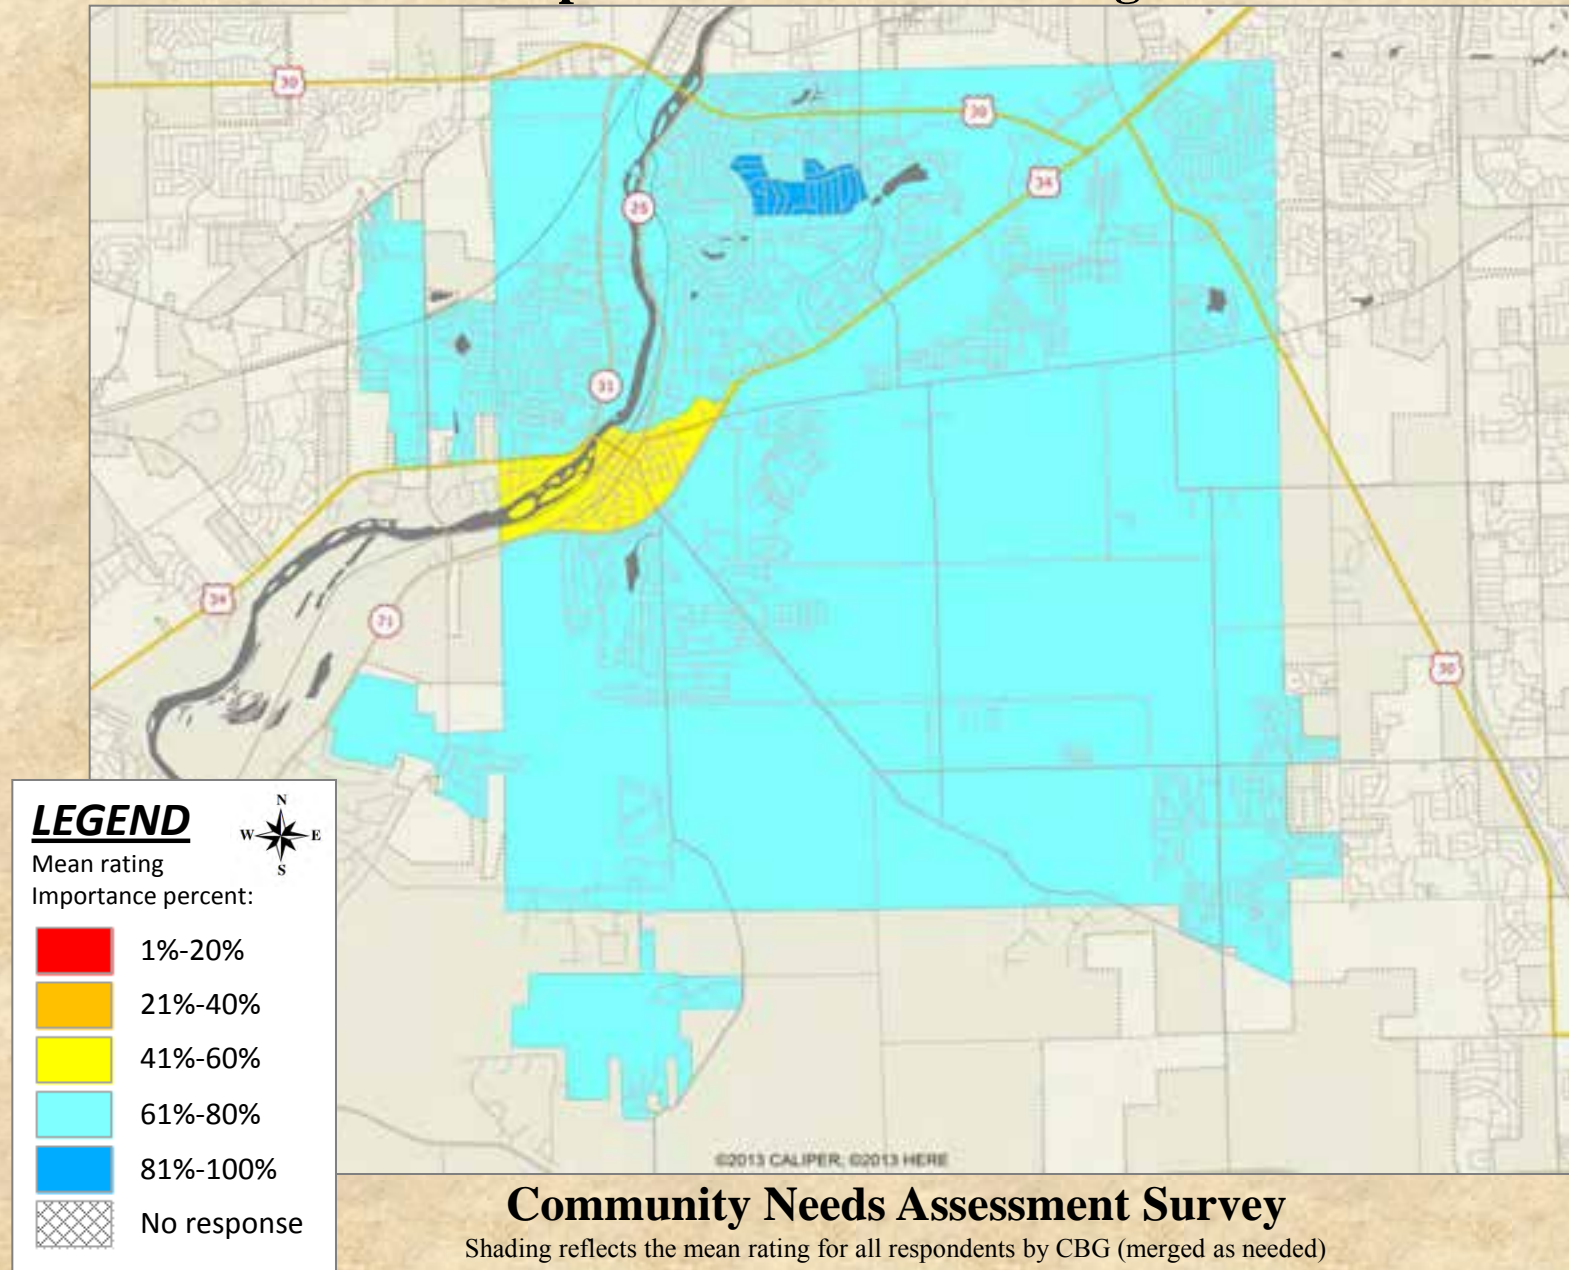 30
30
34
25
31
34
71
30
©2013 CALIPER; ©2013 HERE
LEGEND
N
W E
S
Mean rating
Importance percent:
1%-20%
21%-40%
41%-60%
61%-80%
81%-100%
No response
Community Needs Assessment Survey
Shading reflects the mean rating for all respondents by CBG (merged as needed)